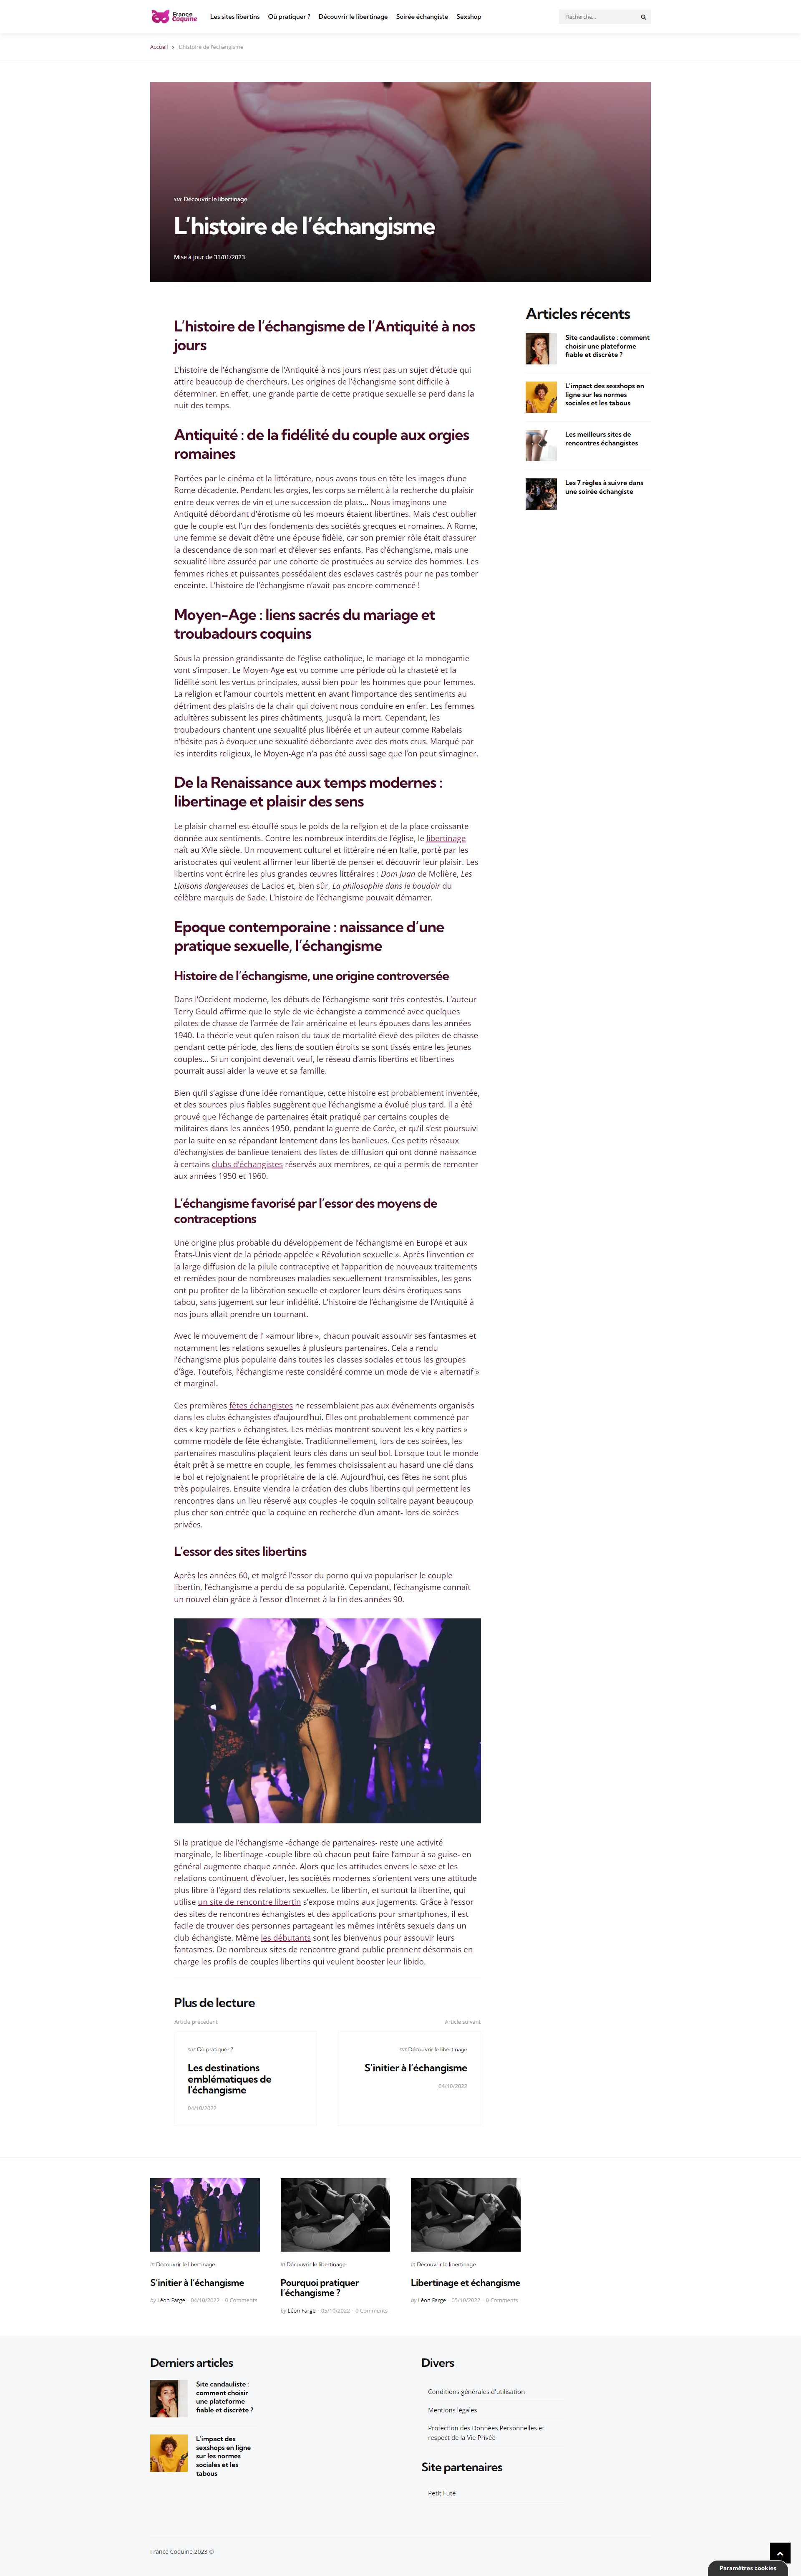 France
Coquine
Les sites libertins
Où pratiquer ?
Découvrir le libertinage
Soirée échangiste
Sexshop
Recherche...
Accueil › L'histoire de l'échangisme
sur Découvrir le libertinage
L'histoire de l'échangisme
Mise à jour de 31/01/2023
L'histoire de l'échangisme de l'Antiquité à nos
jours
L'histoire de l'échangisme de l'Antiquité à nos jours n'est pas un sujet d'étude qui
attire beaucoup de chercheurs. Les origines de l'échangisme sont difficile à
déterminer. En effet, une grande partie de cette pratique sexuelle se perd dans la
nuit des temps.
Antiquité : de la fidélité du couple aux orgies
romaines
Portées par le cinéma et la littérature, nous avons tous en tête les images d'une
Rome décadente. Pendant les orgies, les corps se mêlent à la recherche du plaisir
entre deux verres de vin et une succession de plats... Nous imaginons une
Antiquité débordant d'érotisme où les moeurs étaient libertines. Mais c'est oublier
que le couple est l'un des fondements des sociétés grecques et romaines. A Rome,
une femme se devait d'être une épouse fidèle, car son premier rôle était d'assurer
la descendance de son mari et d'élever ses enfants. Pas d'échangisme, mais une
sexualité libre assurée par une cohorte de prostituées au service des hommes. Les
femmes riches et puissantes possédaient des esclaves castrés pour ne pas tomber
enceinte. L'histoire de l'échangisme n'avait pas encore commencé !
Moyen-Age : liens sacrés du mariage et
troubadours coquins
Sous la pression grandissante de l'église catholique, le mariage et la monogamie
vont s'imposer. Le Moyen-Age est vu comme une période où la chasteté et la
fidélité sont les vertus principales, aussi bien pour les hommes que pour femmes.
La religion et l'amour courtois mettent en avant l'importance des sentiments au
détriment des plaisirs de la chair qui doivent nous conduire en enfer. Les femmes
adultères subissent les pires châtiments, jusqu'à la mort. Cependant, les
troubadours chantent une sexualité plus libérée et un auteur comme Rabelais
n'hésite pas à évoquer une sexualité débordante avec des mots crus. Marqué par
les interdits religieux, le Moyen-Age n'a pas été aussi sage que l'on peut s'imaginer.
De la Renaissance aux temps modernes :
libertinage et plaisir des sens
Le plaisir charnel est étouffé sous le poids de la religion et de la place croissante
donnée aux sentiments. Contre les nombreux interdits de l'église, le libertinage
naît au XVIe siècle. Un mouvement culturel et littéraire né en Italie, porté par les
aristocrates qui veulent affirmer leur liberté de penser et découvrir leur plaisir. Les
libertins vont écrire les plus grandes œuvres littéraires : Dom Juan de Molière, Les
Liaisons dangereuses de Laclos et, bien sûr, La philosophie dans le boudoir du
célèbre marquis de Sade. L'histoire de l'échangisme pouvait démarrer.
Epoque contemporaine : naissance d'une
pratique sexuelle, l'échangisme
Histoire de l'échangisme, une origine controversée
Dans l'Occident moderne, les débuts de l'échangisme sont très contestés. L'auteur
Terry Gould affirme que le style de vie échangiste a commencé avec quelques
pilotes de chasse de l'armée de l'air américaine et leurs épouses dans les années
1940. La théorie veut qu'en raison du taux de mortalité élevé des pilotes de chasse
pendant cette période, des liens de soutien étroits se sont tissés entre les jeunes
couples... Si un conjoint devenait veuf, le réseau d'amis libertins et libertines
pourrait aussi aider la veuve et sa famille.
Bien qu'il s'agisse d'une idée romantique, cette histoire est probablement inventée,
et des sources plus fiables suggèrent que l'échangisme a évolué plus tard. Il a été
prouvé que l'échange de partenaires était pratiqué par certains couples de
militaires dans les années 1950, pendant la guerre de Corée, et qu'il s'est poursuivi
par la suite en se répandant lentement dans les banlieues. Ces petits réseaux
d'échangistes de banlieue tenaient des listes de diffusion qui ont donné naissance
à certains clubs d'échangistes réservés aux membres, ce qui a permis de remonter
aux années 1950 et 1960.
L'échangisme favorisé par l'essor des moyens de
contraceptions
Une origine plus probable du développement de l'échangisme en Europe et aux
États-Unis vient de la période appelée « Révolution sexuelle ». Après l'invention et
la large diffusion de la pilule contraceptive et l'apparition de nouveaux traitements
et remèdes pour de nombreuses maladies sexuellement transmissibles, les gens
ont pu profiter de la libération sexuelle et explorer leurs désirs érotiques sans
tabou, sans jugement sur leur infidélité. L'histoire de l'échangisme de l'Antiquité à
nos jours allait prendre un tournant.
Avec le mouvement de l' »amour libre », chacun pouvait assouvir ses fantasmes et
notamment les relations sexuelles à plusieurs partenaires. Cela a rendu
l'échangisme plus populaire dans toutes les classes sociales et tous les groupes
d'âge. Toutefois, l'échangisme reste considéré comme un mode de vie « alternatif »
et marginal.
Ces premières fêtes échangistes ne ressemblaient pas aux événements organisés
dans les clubs échangistes d'aujourd'hui. Elles ont probablement commencé par
des « key parties » échangistes. Les médias montrent souvent les « key parties »
comme modèle de fête échangiste. Traditionnellement, lors de ces soirées, les
partenaires masculins plaçaient leurs clés dans un seul bol. Lorsque tout le monde
était prêt à se mettre en couple, les femmes choisissaient au hasard une clé dans
le bol et rejoignaient le propriétaire de la clé. Aujourd'hui, ces fêtes ne sont plus
très populaires. Ensuite viendra la création des clubs libertins qui permettent les
rencontres dans un lieu réservé aux couples -le coquin solitaire payant beaucoup
plus cher son entrée que la coquine en recherche d'un amant- lors de soirées
privées.
L'essor des sites libertins
Après les années 60, et malgré l'essor du porno qui va populariser le couple
libertin, l'échangisme a perdu de sa popularité. Cependant, l'échangisme connaît
un nouvel élan grâce à l'essor d'Internet à la fin des années 90.
Si la pratique de l'échangisme -échange de partenaires- reste une activité
marginale, le libertinage -couple libre où chacun peut faire l'amour à sa guise- en
général augmente chaque année. Alors que les attitudes envers le sexe et les
relations continuent d'évoluer, les sociétés modernes s'orientent vers une attitude
plus libre à l'égard des relations sexuelles. Le libertin, et surtout la libertine, qui
utilise un site de rencontre libertin s'expose moins aux jugements. Grâce à l'essor
des sites de rencontres échangistes et des applications pour smartphones, il est
facile de trouver des personnes partageant les mêmes intérêts sexuels dans un
club échangiste. Même les débutants sont les bienvenus pour assouvir leurs
fantasmes. De nombreux sites de rencontre grand public prennent désormais en
charge les profils de couples libertins qui veulent booster leur libido.
Plus de lecture
Article précédent
sur Où pratiquer ?
Les destinations
emblématiques de
l'échangisme
04/10/2022
Article suivant
sur Découvrir le libertinage
S'initier à l'échangisme
04/10/2022
Articles récents
Site candauliste : comment
choisir une plateforme
fiable et discrète ?
L'impact des sexshops en
ligne sur les normes
sociales et les tabous
Les meilleurs sites de
rencontres échangistes
Les 7 règles à suivre dans
une soirée échangiste
in Découvrir le libertinage
S'initier à l'échangisme
by Léon Farge · 04/10/2022 · 0 Comments
in Découvrir le libertinage
Pourquoi pratiquer
l'échangisme ?
by Léon Farge · 05/10/2022 · 0 Comments
in Découvrir le libertinage
Libertinage et échangisme
by Léon Farge · 05/10/2022 · 0 Comments
Derniers articles
Site candauliste :
comment choisir
une plateforme
fiable et discrète ?
L'impact des
sexshops en ligne
sur les normes
sociales et les
tabous
Divers
Conditions générales d'utilisation
Mentions légales
Protection des Données Personnelles et
respect de la Vie Privée
Site partenaires
Petit Futé
France Coquine 2023 ©
Paramètres cookies